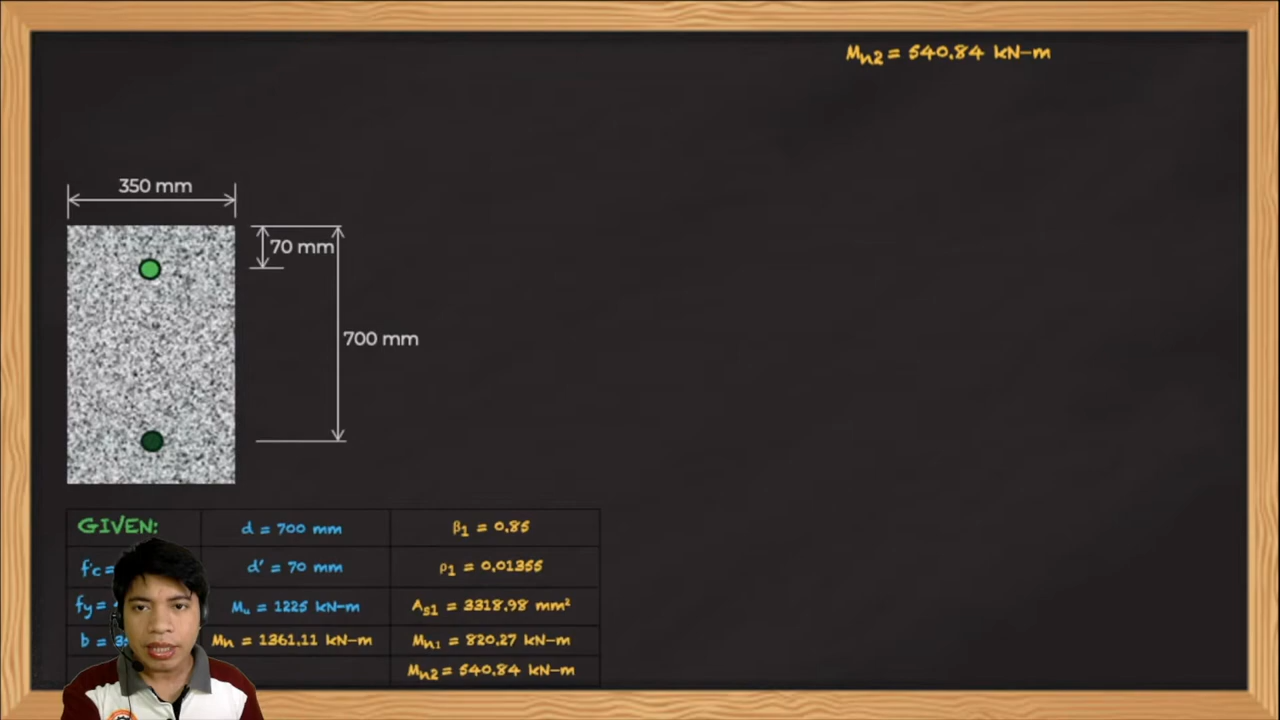 Mn2 = 540.84 kN-m
350 mm
70 mm
700 mm
GIVEN:
d = 700 mm
β1 = 0.85
f'c =
d' = 70 mm
ρ1 = 0.01355
fy =
Mu = 1225 kN-m
As1 = 3318.98 mm²
b =
Mn = 1361.11 kN-m
Mn1 = 820.27 kN-m
Mn2 = 540.84 kN-m